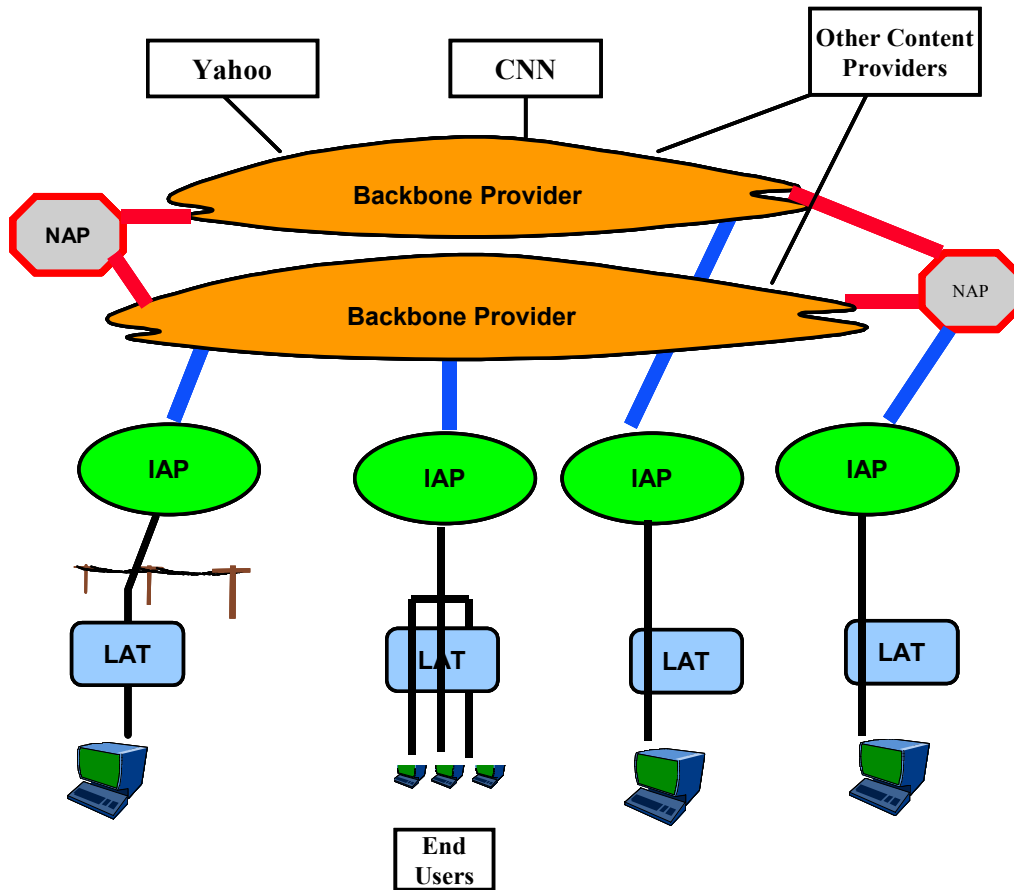 Yahoo
CNN
Other Content
Providers
Backbone Provider
NAP
NAP
Backbone Provider
IAP
IAP
IAP
IAP
LAT
LAT
LAT
LAT
End
Users